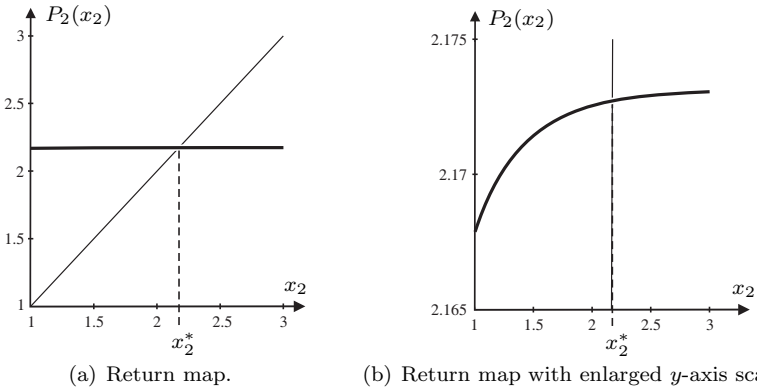 P₂(x₂)
3
2.5
2
1.5
1
1
1.5
2
2.5
3
x₂
x₂*
(a) Return map.
P₂(x₂)
2.175
2.17
2.165
1
1.5
2
2.5
3
x₂
x₂*
(b) Return map with enlarged y-axis sca